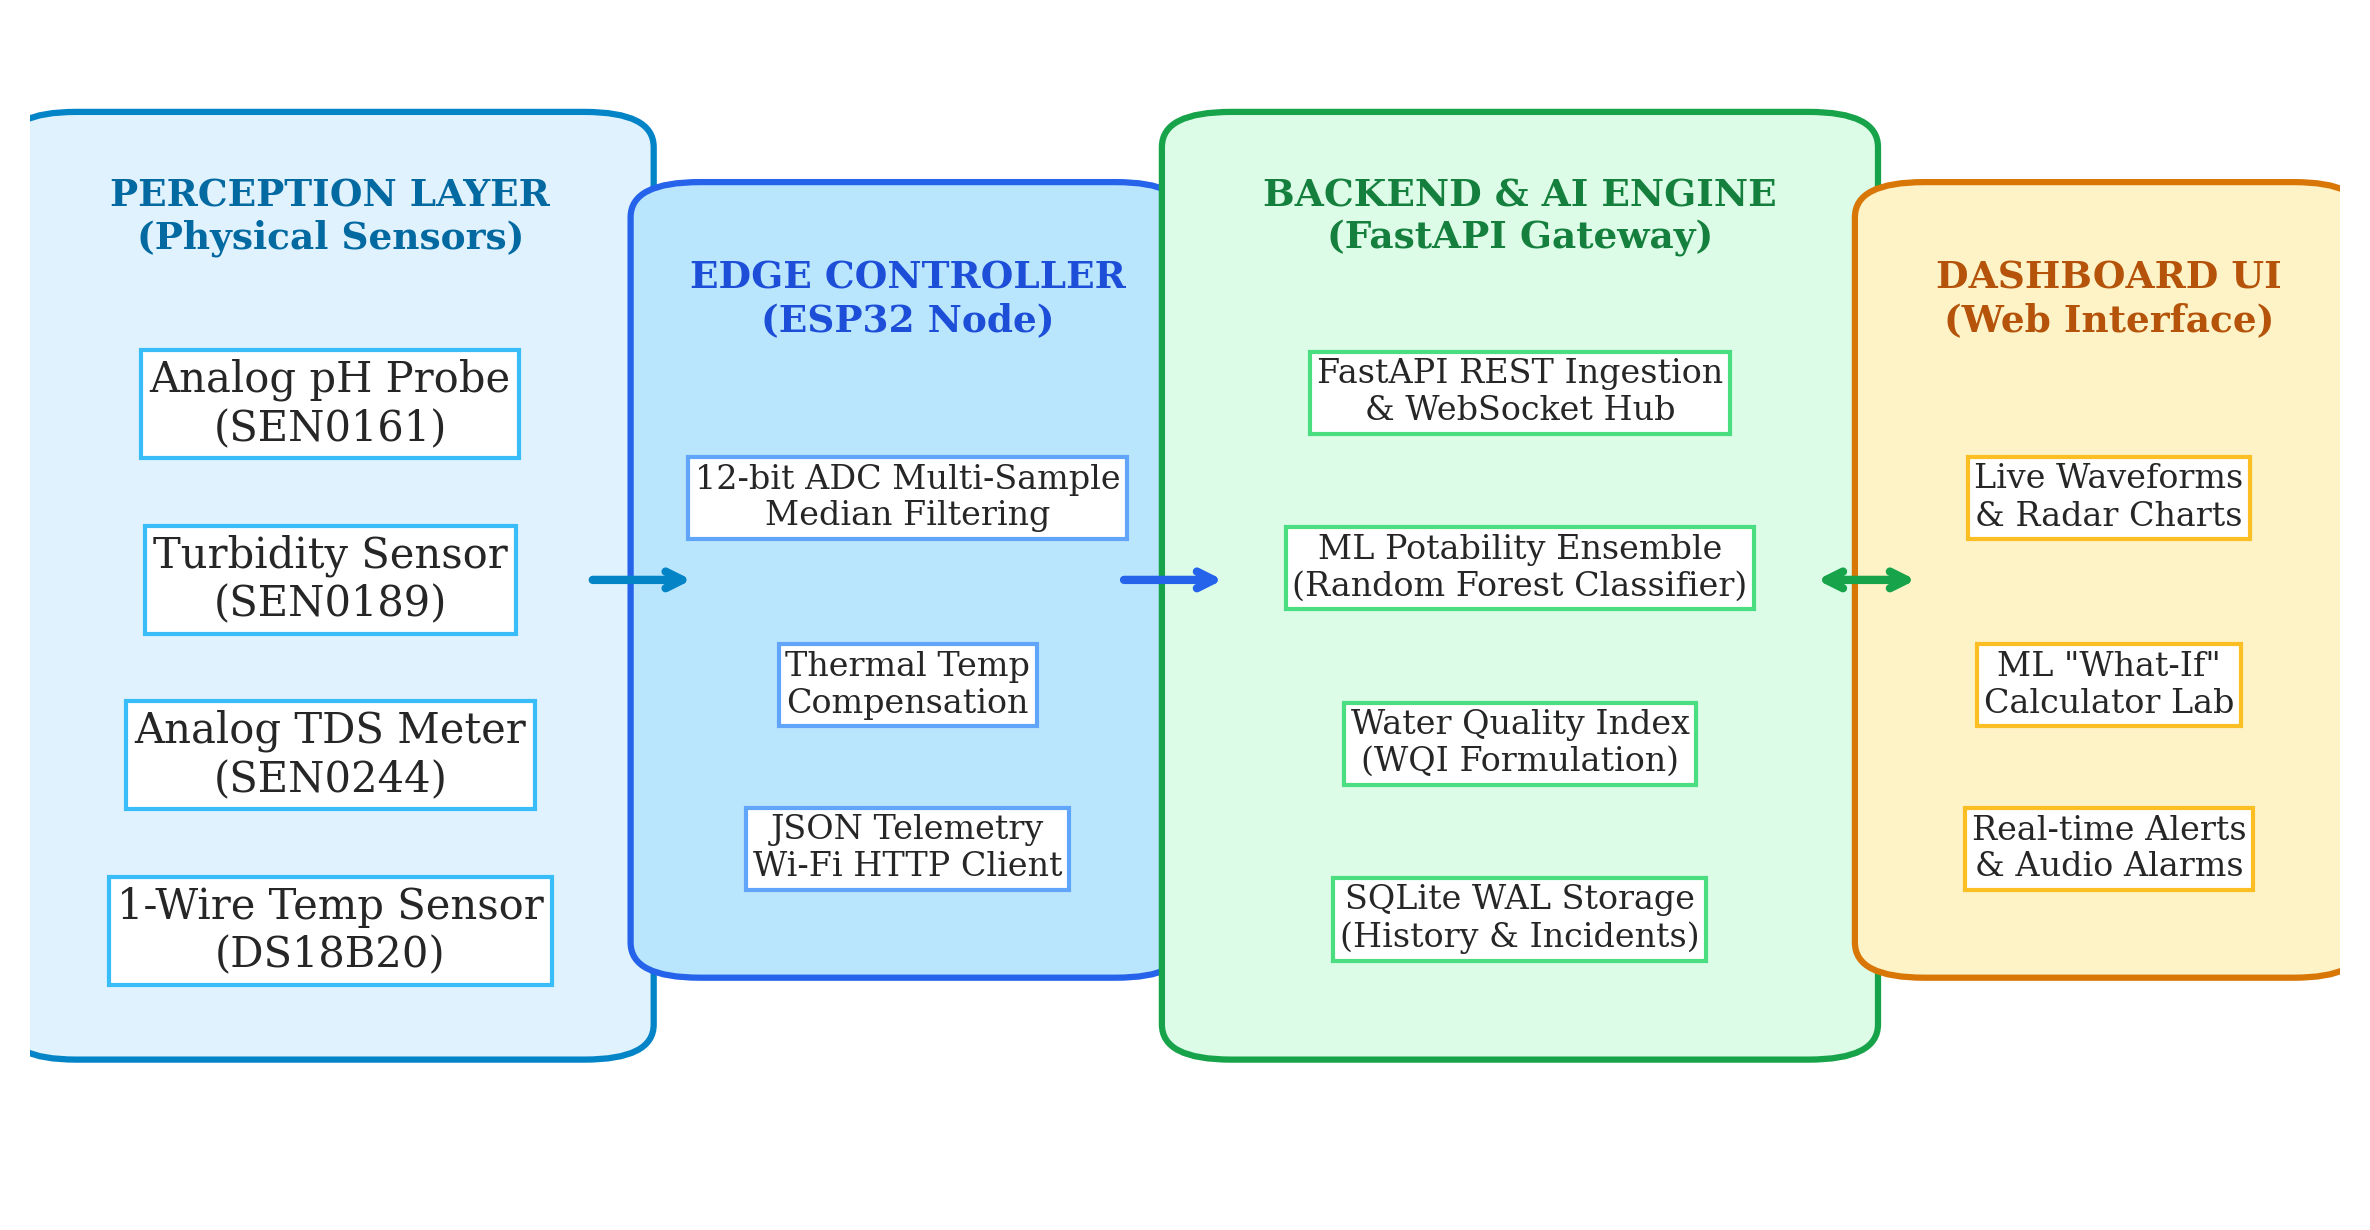 PERCEPTION LAYER
(Physical Sensors)
Analog pH Probe
(SEN0161)
Turbidity Sensor
(SEN0189)
Analog TDS Meter
(SEN0244)
1-Wire Temp Sensor
(DS18B20)
EDGE CONTROLLER
(ESP32 Node)
12-bit ADC Multi-Sample
Median Filtering
Thermal Temp
Compensation
JSON Telemetry
Wi-Fi HTTP Client
BACKEND & AI ENGINE
(FastAPI Gateway)
FastAPI REST Ingestion
& WebSocket Hub
ML Potability Ensemble
(Random Forest Classifier)
Water Quality Index
(WQI Formulation)
SQLite WAL Storage
(History & Incidents)
DASHBOARD UI
(Web Interface)
Live Waveforms
& Radar Charts
ML "What-If"
Calculator Lab
Real-time Alerts
& Audio Alarms